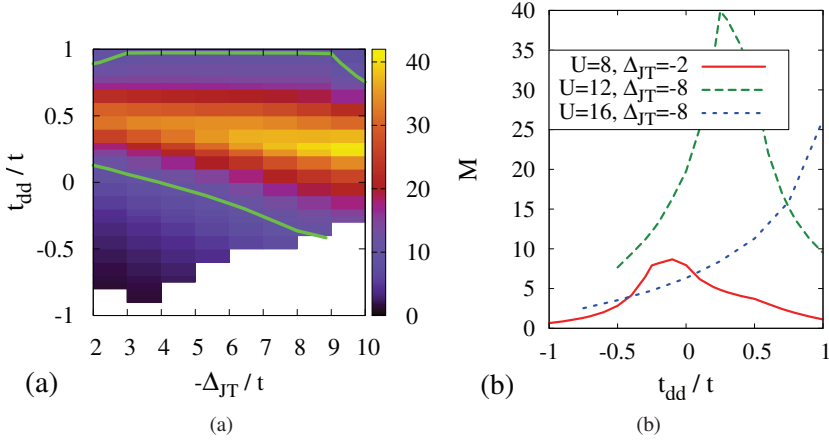 (a)
t_dd / t
1
0.5
0
-0.5
-1
2 3 4 5 6 7 8 9 10
-Δ_JT / t
40
30
20
10
0
(a)
(b)
M
40
35
30
25
20
15
10
5
0
U=8, Δ_JT=-2
U=12, Δ_JT=-8
U=16, Δ_JT=-8
-1 -0.5 0 0.5 1
t_dd / t
(b)